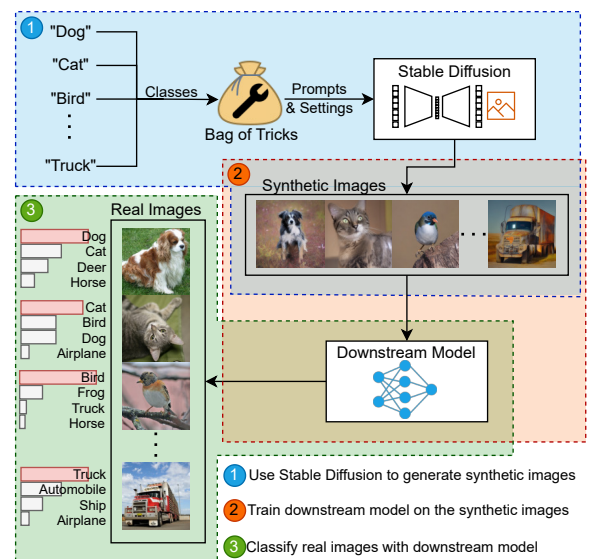 1
"Dog"
"Cat"
"Bird"
"Truck"
Classes
Bag of Tricks
Prompts
& Settings
Stable Diffusion
2
Synthetic Images
3
Real Images
Dog
Cat
Deer
Horse
Cat
Bird
Dog
Airplane
Bird
Frog
Truck
Horse
Truck
Automobile
Ship
Airplane
Downstream Model
1 Use Stable Diffusion to generate synthetic images
2 Train downstream model on the synthetic images
3 Classify real images with downstream model